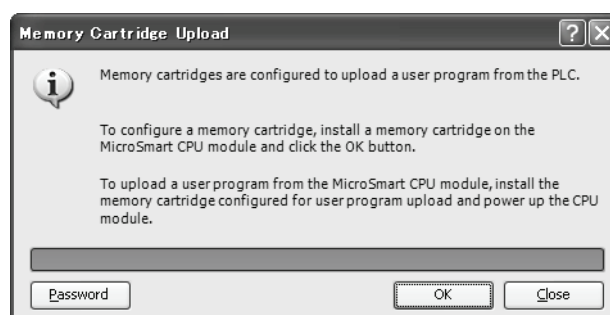 Memory Cartridge Upload
Memory cartridges are configured to upload a user program from the PLC.
To configure a memory cartridge, install a memory cartridge on the
MicroSmart CPU module and click the OK button.
To upload a user program from the MicroSmart CPU module, install the
memory cartridge configured for user program upload and power up the CPU
module.
Password OK Close